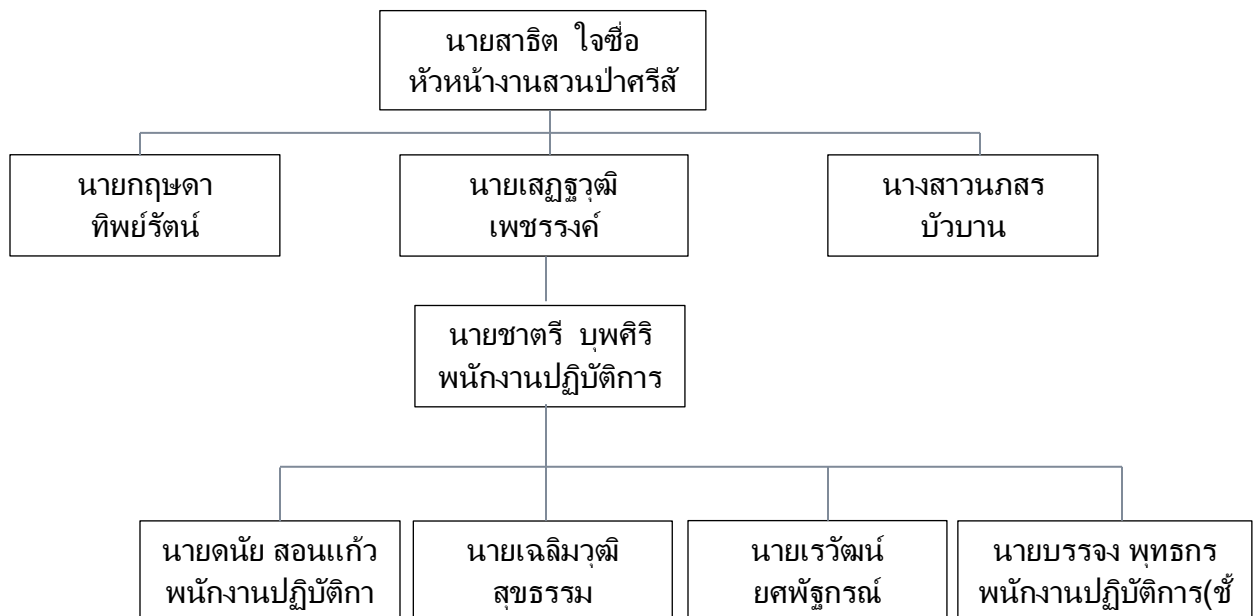 นายสาธิต  ใจซื่อ
หัวหน้างานสวนป่าศรีสั
นายกฤษดา
ทิพย์รัตน์
นายเสฏฐวุฒิ
เพชรรงค์
นางสาวนภสร
บัวบาน
นายชาตรี  บุพศิริ
พนักงานปฏิบัติการ
นายดนัย สอนแก้ว
พนักงานปฏิบัติกา
นายเฉลิมวุฒิ
สุขธรรม
นายเรวัฒน์
ยศพัฐกรณ์
นายบรรจง พุทธกร
พนักงานปฏิบัติการ(ชั้